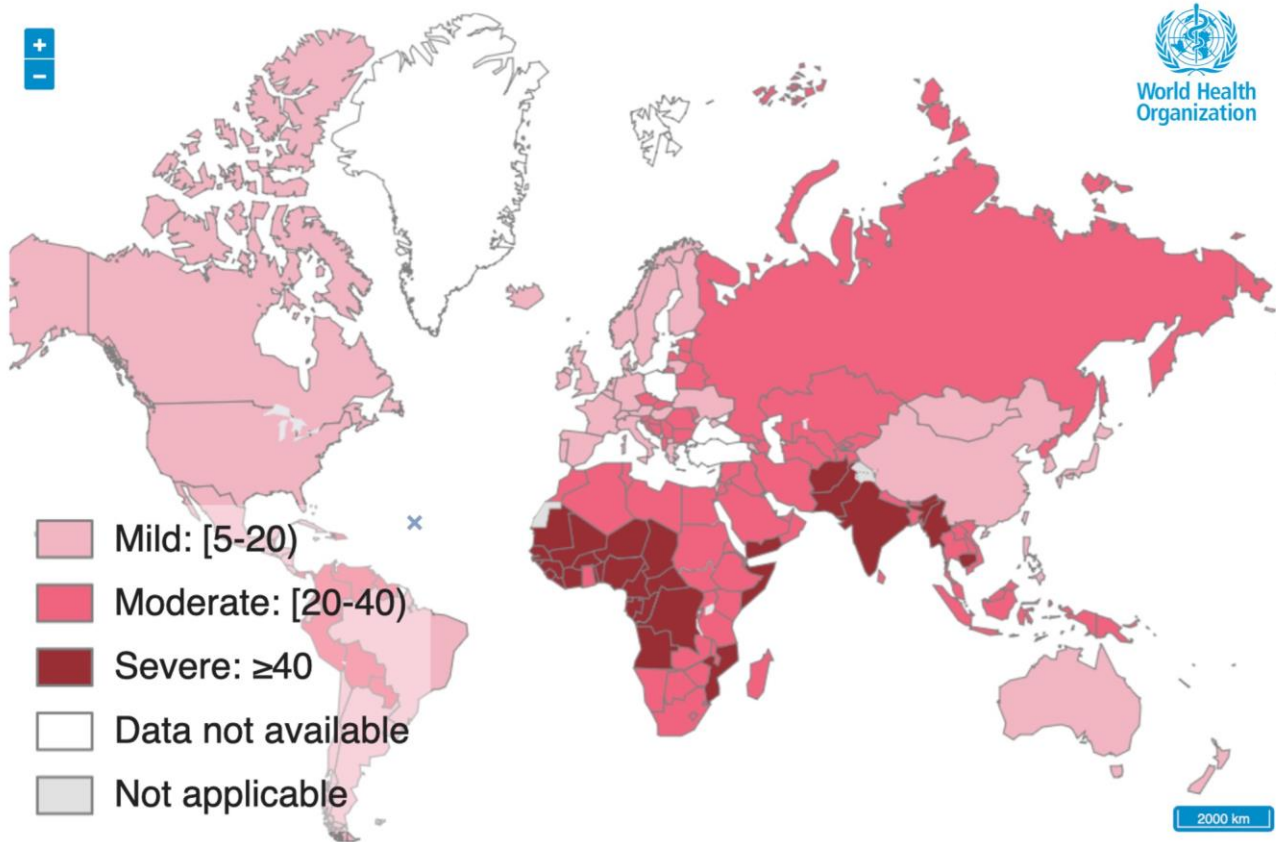 +
−
World Health
Organization
Mild: [5-20)
Moderate: [20-40)
Severe: ≥40
Data not available
Not applicable
2000 km